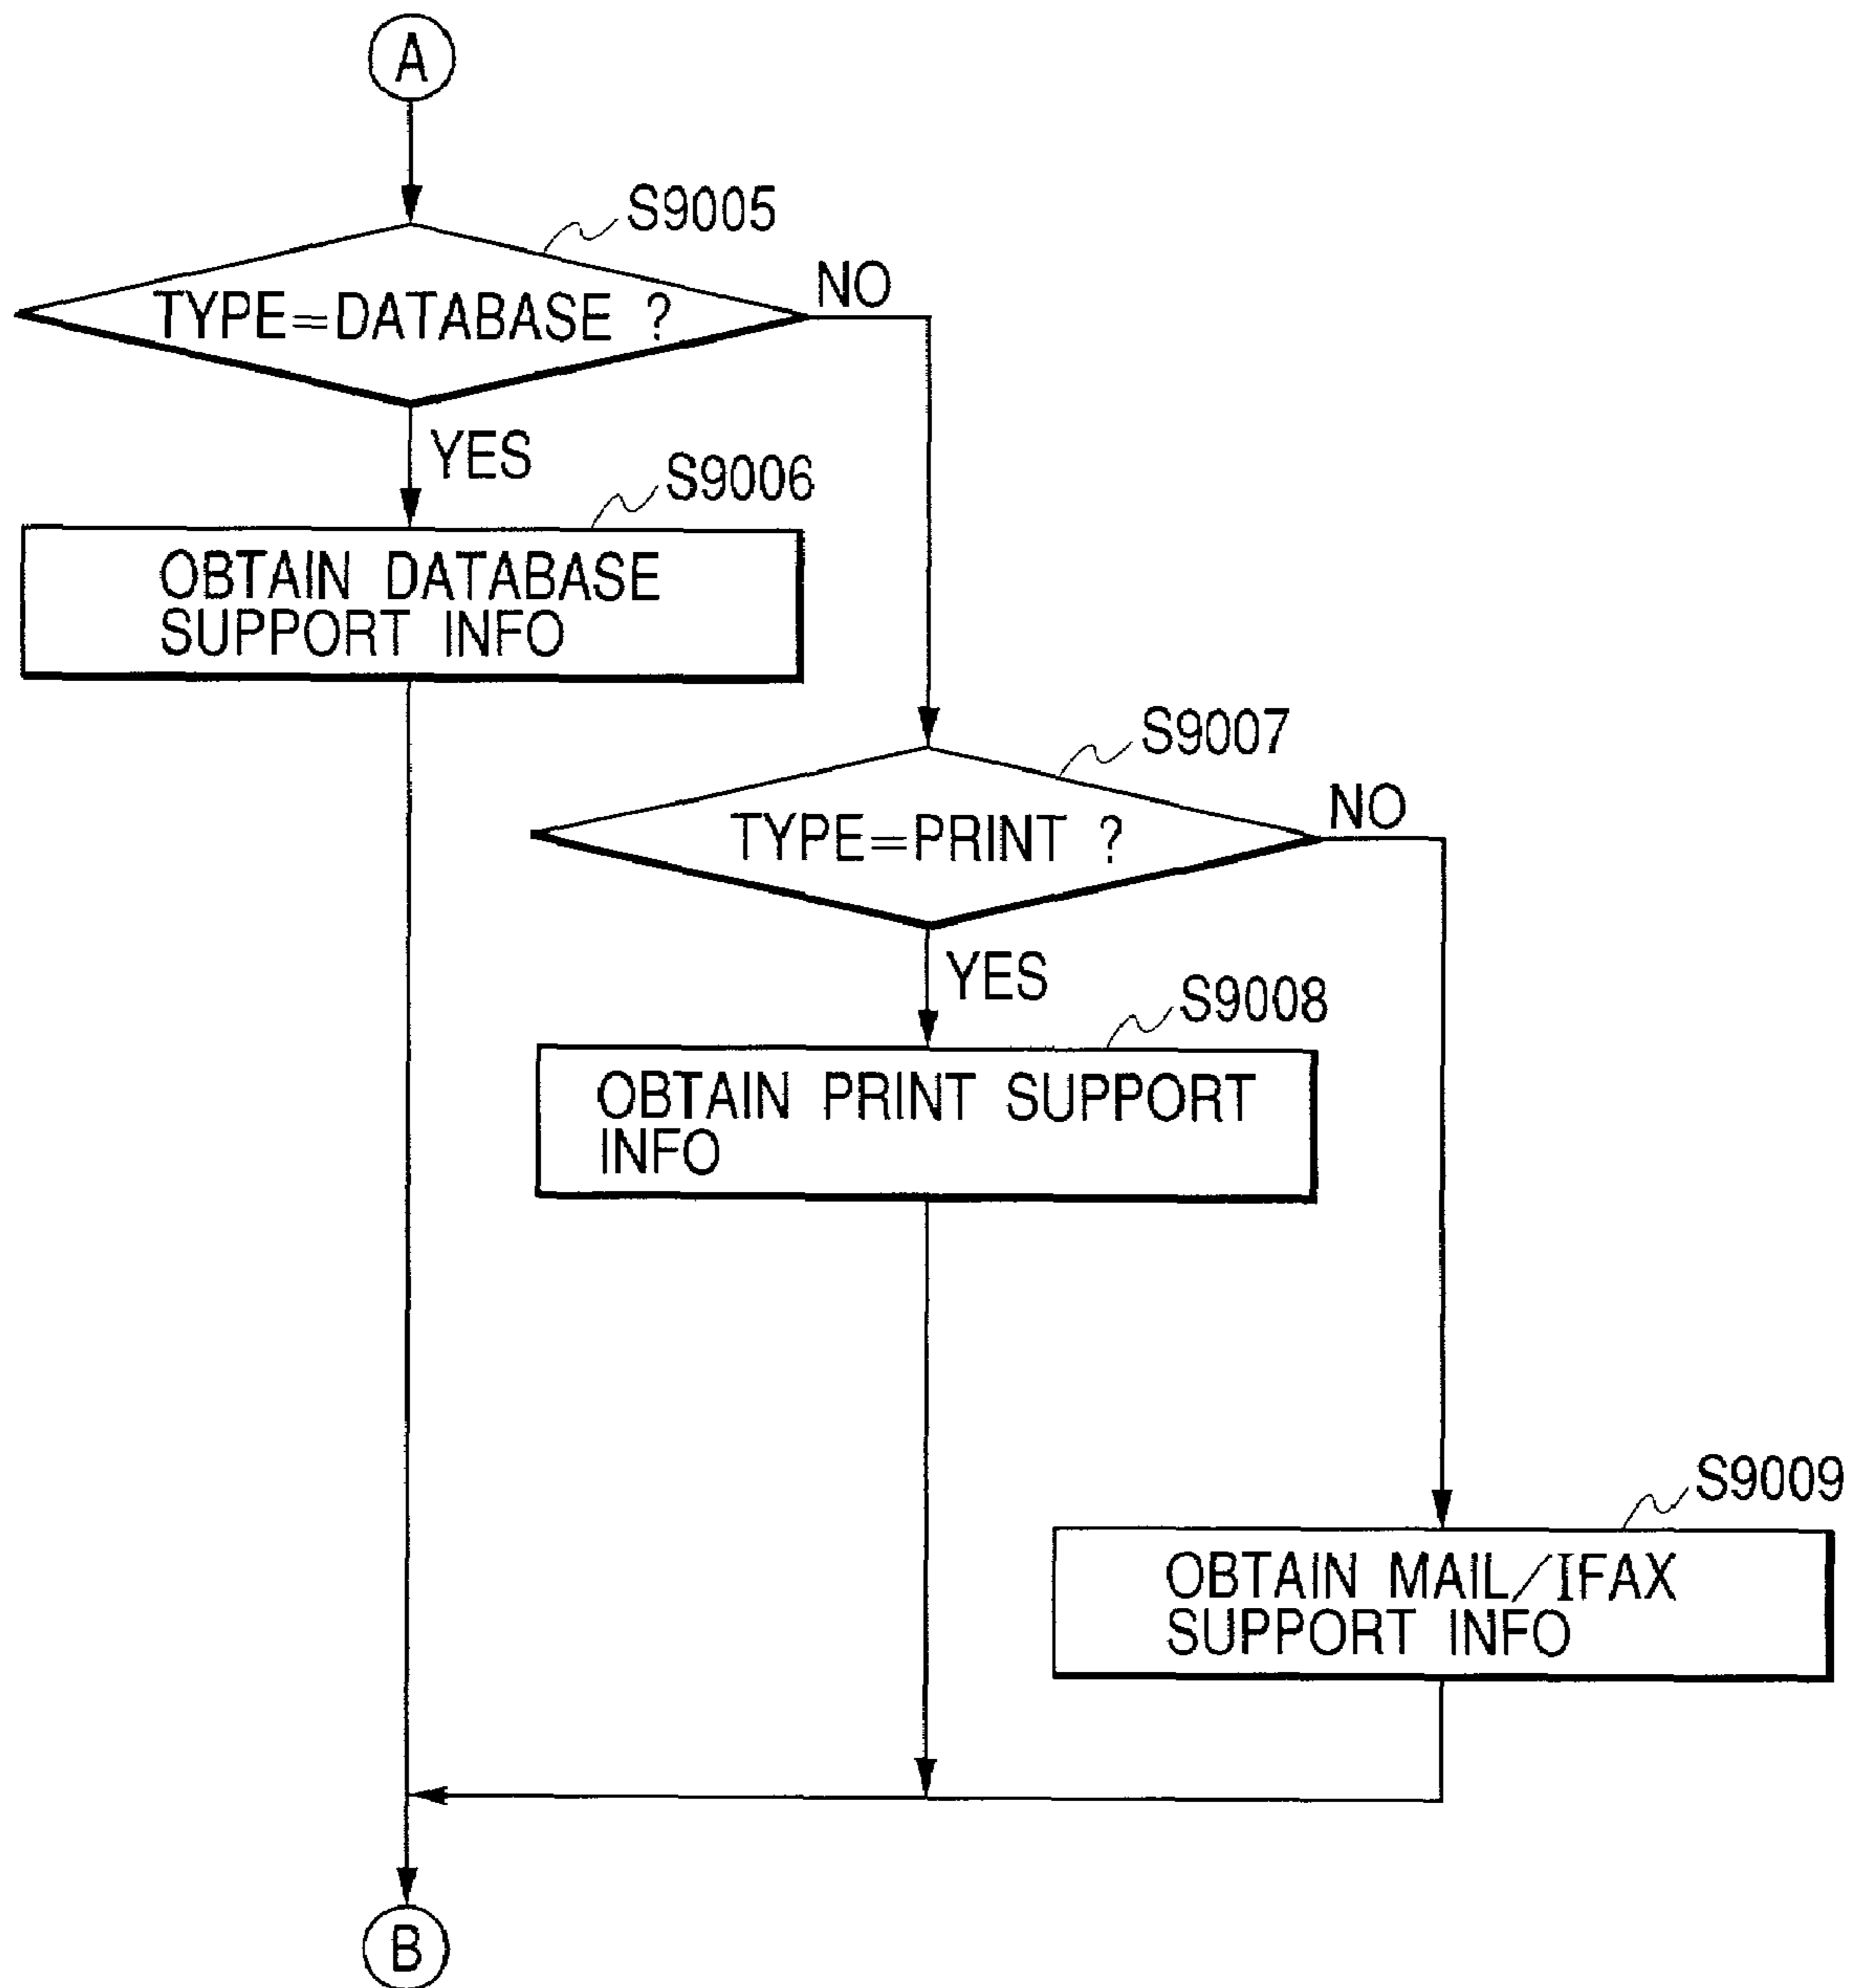 A
S9005
TYPE=DATABASE ?
NO
YES
S9006
OBTAIN DATABASE
SUPPORT INFO
S9007
TYPE=PRINT ?
NO
YES
S9008
OBTAIN PRINT SUPPORT
INFO
S9009
OBTAIN MAIL/IFAX
SUPPORT INFO
B